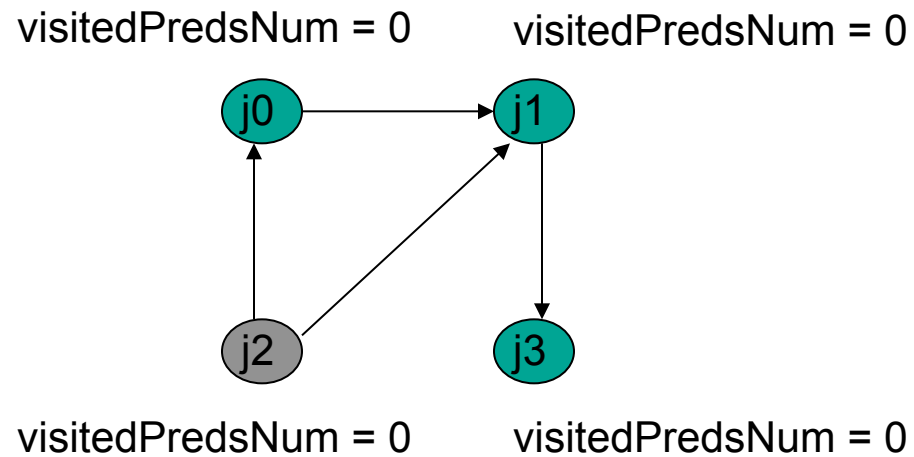 visitedPredsNum = 0 visitedPredsNum = 0
j0 j1
j2 j3
visitedPredsNum = 0 visitedPredsNum = 0